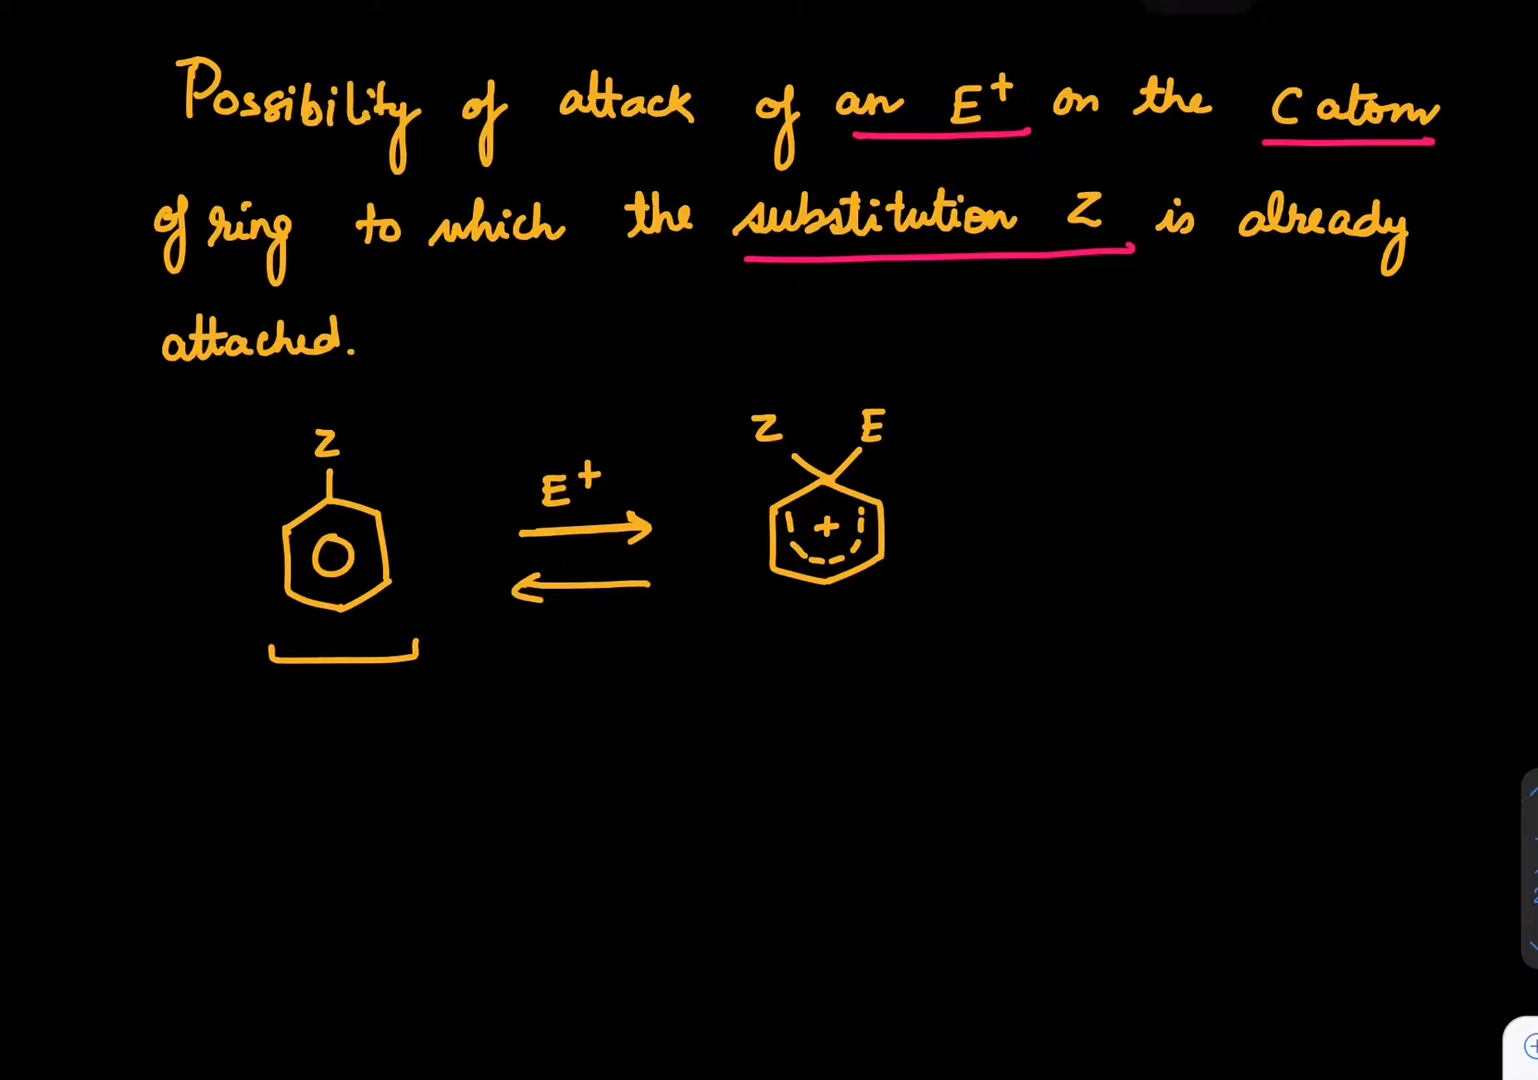 Possibility of attack of an E+ on the C atom
of ring to which the substitution Z is already
attached.
Z
E+
Z E
+